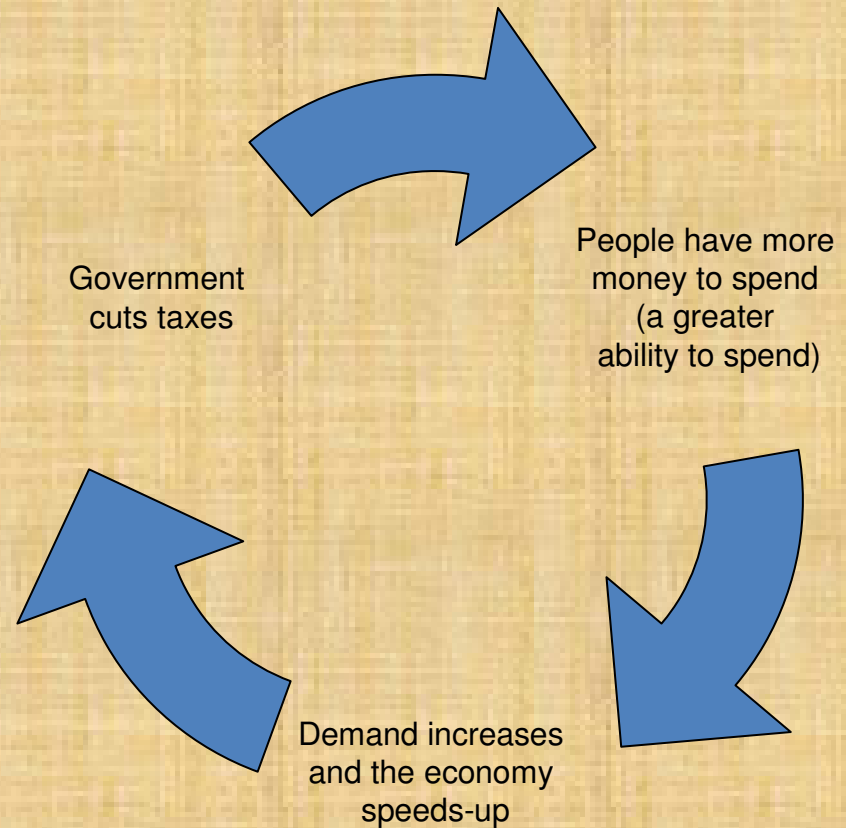 Government
cuts taxes
People have more
money to spend
(a greater
ability to spend)
Demand increases
and the economy
speeds-up